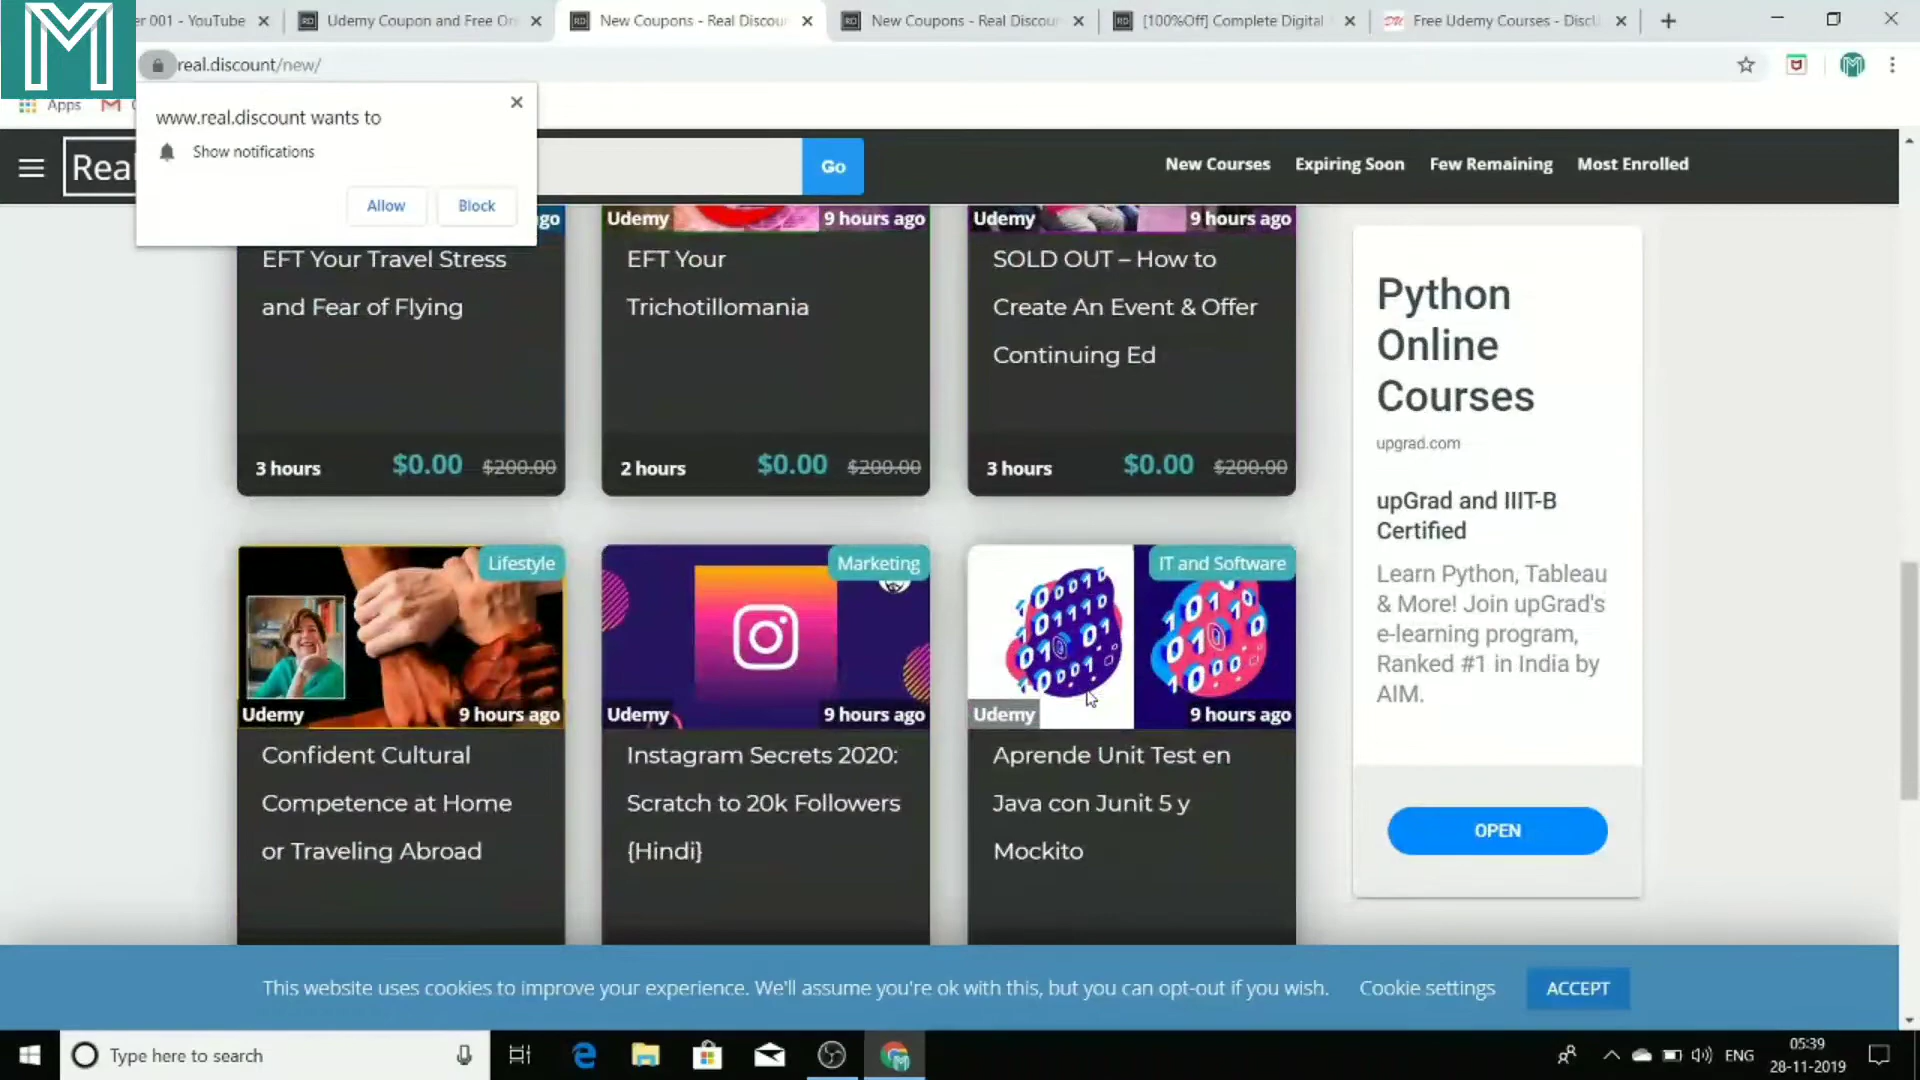 er 001 - YouTube
Udemy Coupon and Free On
New Coupons - Real Discou
New Coupons - Real Discou
[100%Off] Complete Digital
Free Udemy Courses - DiscU
real.discount/new/
Apps
www.real.discount wants to
Show notifications
Allow
Block
Real
Go
New Courses
Expiring Soon
Few Remaining
Most Enrolled
ago
Udemy
9 hours ago
Udemy
9 hours ago
EFT Your Travel Stress
and Fear of Flying
3 hours
$0.00
$200.00
EFT Your
Trichotillomania
2 hours
$0.00
$200.00
SOLD OUT – How to
Create An Event & Offer
Continuing Ed
3 hours
$0.00
$200.00
Python
Online
Courses
upgrad.com
upGrad and IIIT-B
Certified
Learn Python, Tableau
& More! Join upGrad's
e-learning program,
Ranked #1 in India by
AIM.
OPEN
Lifestyle
Udemy
9 hours ago
Confident Cultural
Competence at Home
or Traveling Abroad
Marketing
Udemy
9 hours ago
Instagram Secrets 2020:
Scratch to 20k Followers
{Hindi}
IT and Software
Udemy
9 hours ago
Aprende Unit Test en
Java con Junit 5 y
Mockito
This website uses cookies to improve your experience. We'll assume you're ok with this, but you can opt-out if you wish.
Cookie settings
ACCEPT
Type here to search
ENG
05:39
28-11-2019